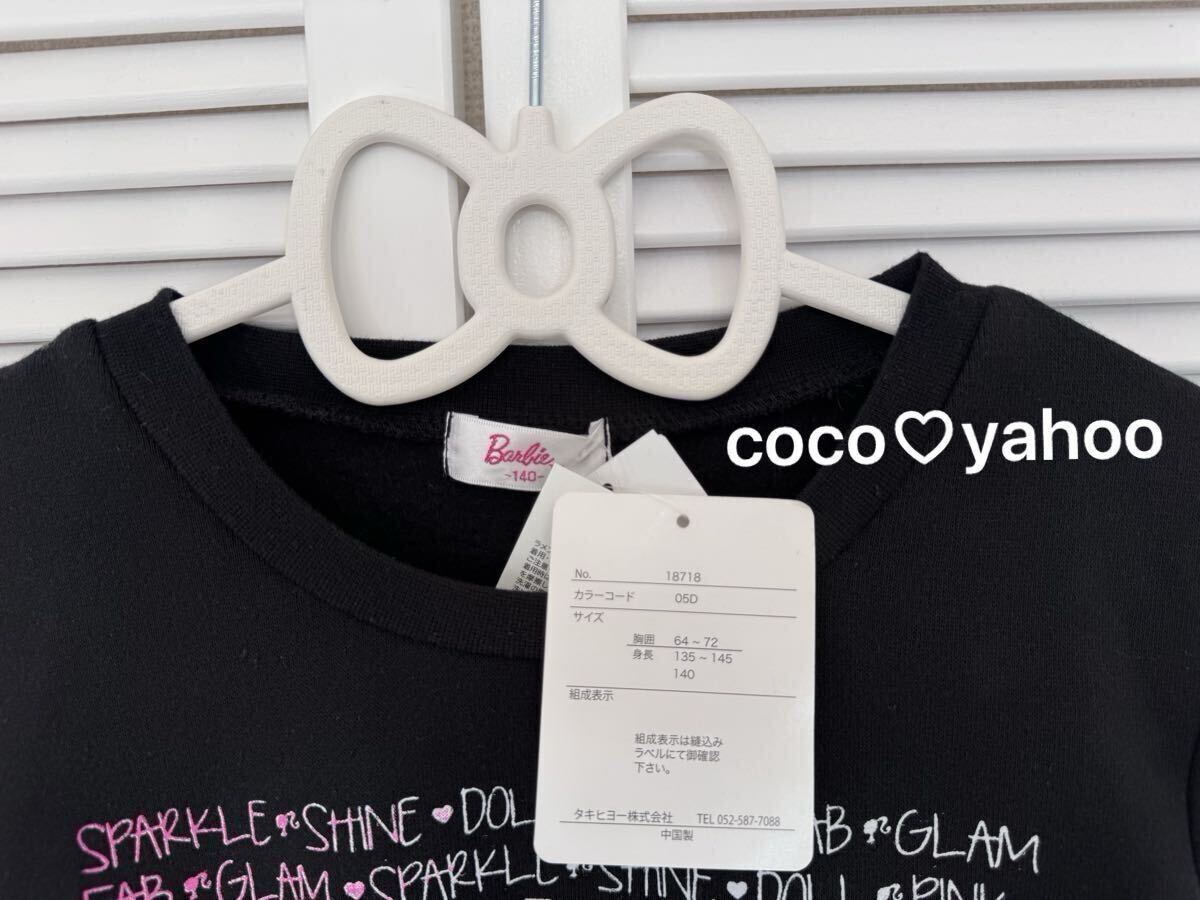 coco♡yahoo
Barbie
-140-
No. 18718
カラーコード 05D
サイズ
胸囲 64 ~ 72
身長 135 ~ 145
140
組成表示
組成表示は縫込み
ラベルにて御確認
下さい。
タキヒヨー株式会社 TEL 052-587-7088
中国製
SPARKLE SHINE DOL AB GLAM
FAB GLAM SPARKLE SHINE DOLL PINK